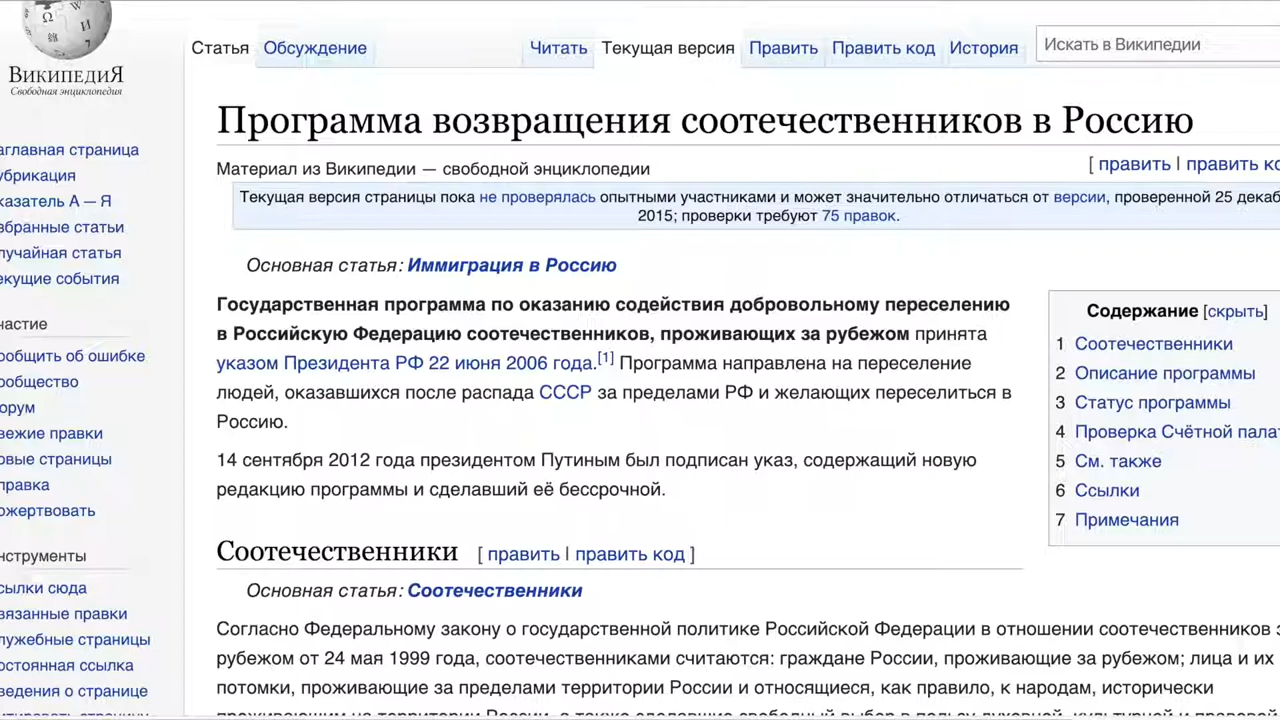 ВИКИПЕДИЯ
Свободная энциклопедия
Статья Обсуждение Читать Текущая версия Править Править код История Искать в Википедии
Программа возвращения соотечественников в Россию
Материал из Википедии — свободной энциклопедии [ править | править ко
Текущая версия страницы пока не проверялась опытными участниками и может значительно отличаться от версии, проверенной 25 декаб
2015; проверки требуют 75 правок.
Основная статья: Иммиграция в Россию
Государственная программа по оказанию содействия добровольному переселению
в Российскую Федерацию соотечественников, проживающих за рубежом принята
указом Президента РФ 22 июня 2006 года.[1] Программа направлена на переселение
людей, оказавшихся после распада СССР за пределами РФ и желающих переселиться в
Россию.
14 сентября 2012 года президентом Путиным был подписан указ, содержащий новую
редакцию программы и сделавший её бессрочной.
Соотечественники [ править | править код ]
Основная статья: Соотечественники
Согласно Федеральному закону о государственной политике Российской Федерации в отношении соотечественников з
рубежом от 24 мая 1999 года, соотечественниками считаются: граждане России, проживающие за рубежом; лица и их
потомки, проживающие за пределами территории России и относящиеся, как правило, к народам, исторически
Содержание [скрыть]
1 Соотечественники
2 Описание программы
3 Статус программы
4 Проверка Счётной пала
5 См. также
6 Ссылки
7 Примечания
аглавная страница
убрикация
казатель А — Я
збранные статьи
лучайная статья
екущие события
частие
ообщить об ошибке
ообщество
орум
вежие правки
овые страницы
правка
ожертвовать
нструменты
сылки сюда
вязанные правки
лужебные страницы
остоянная ссылка
ведения о странице